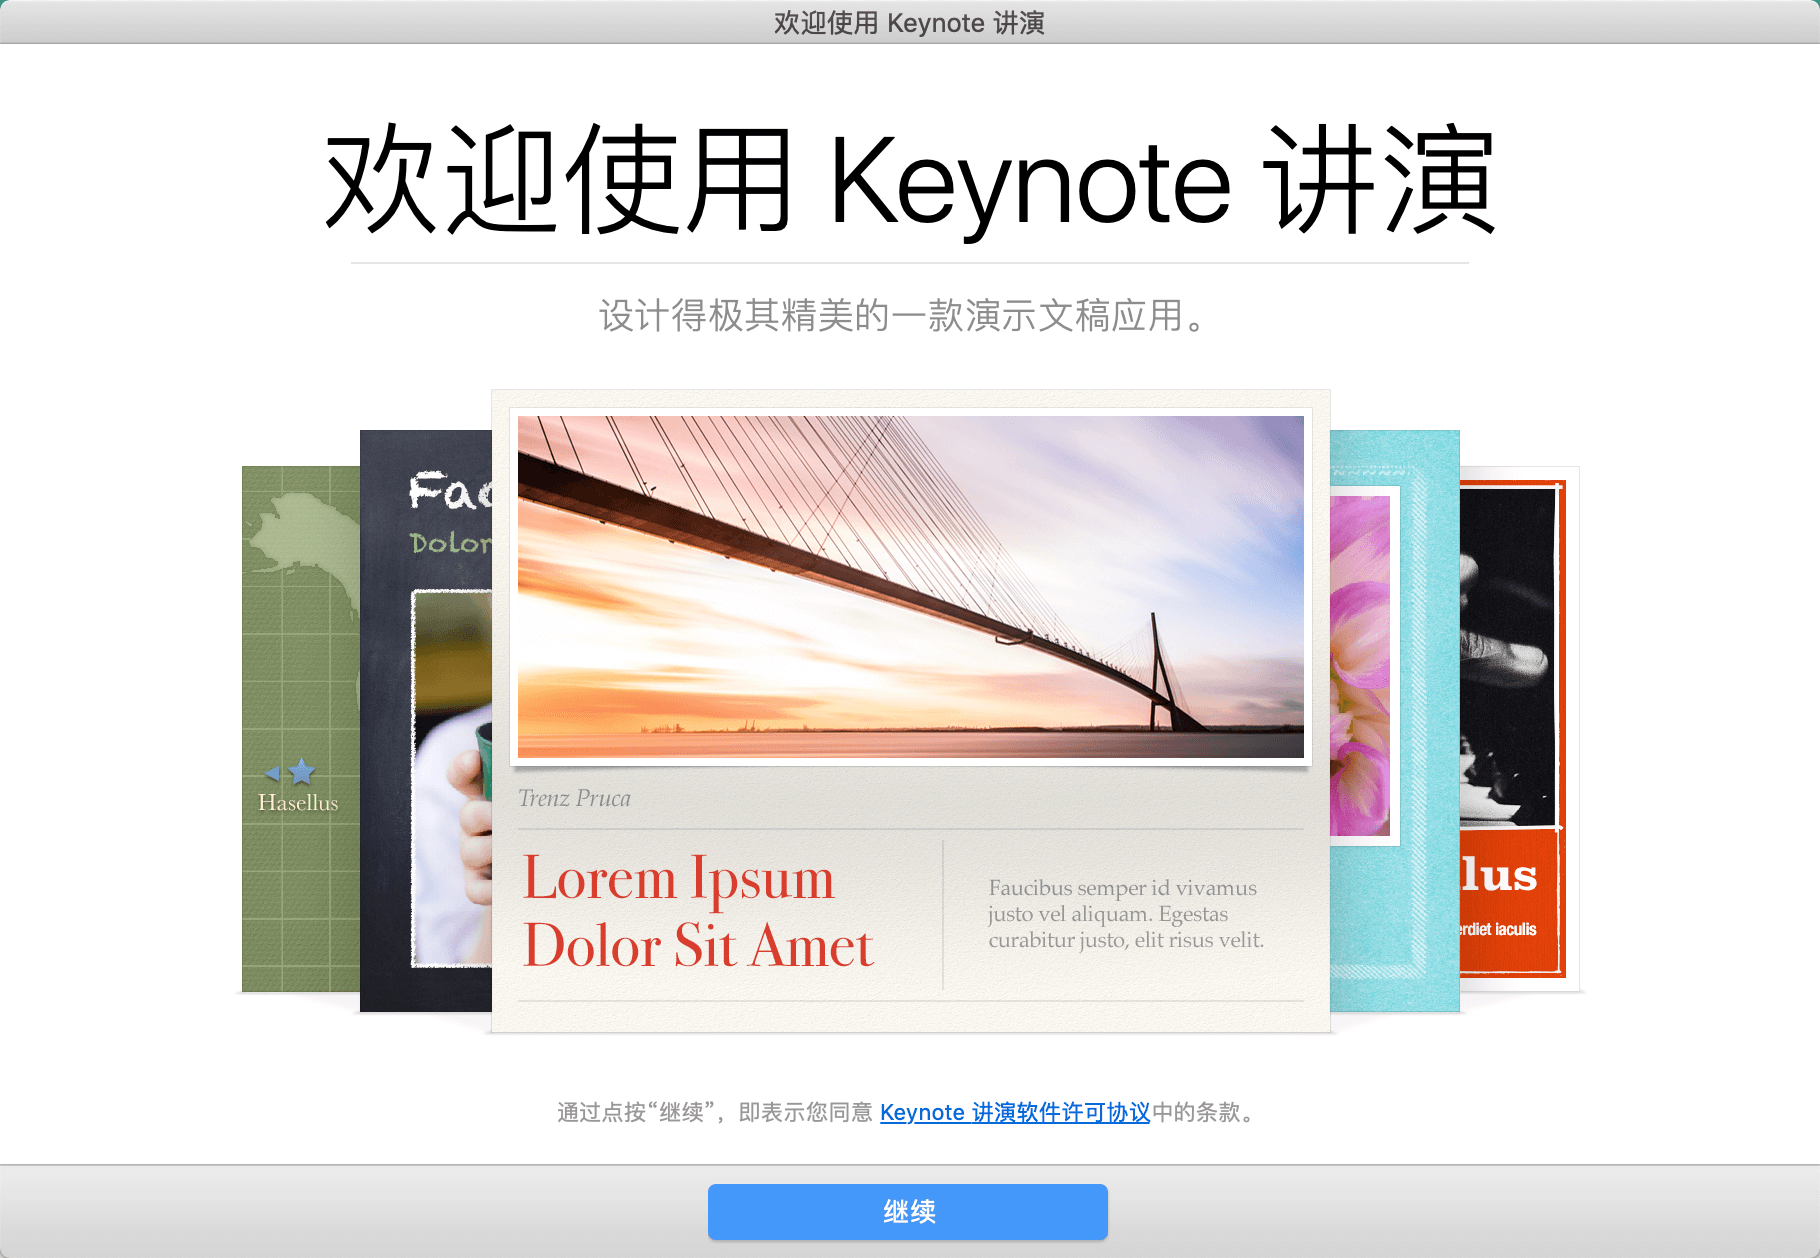 欢迎使用 Keynote 讲演
欢迎使用 Keynote 讲演
设计得极其精美的一款演示文稿应用。
Hasellus
Fac
Dolor
Trenz Pruca
Lorem Ipsum
Dolor Sit Amet
Faucibus semper id vivamus
justo vel aliquam. Egestas
curabitur justo, elit risus velit.
lus
erdiet iaculis
通过点按“继续”，即表示您同意 Keynote 讲演软件许可协议中的条款。
继续